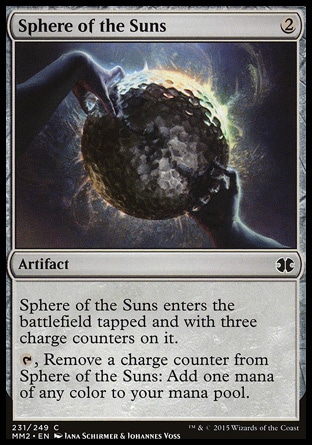 Sphere of the Suns 2
Artifact
Sphere of the Suns enters the
battlefield tapped and with three
charge counters on it.
, Remove a charge counter from
Sphere of the Suns: Add one mana
of any color to your mana pool.
231/249 C
MM2 • EN Jana Schirmer & Johannes Voss
™ & © 2015 Wizards of the Coast